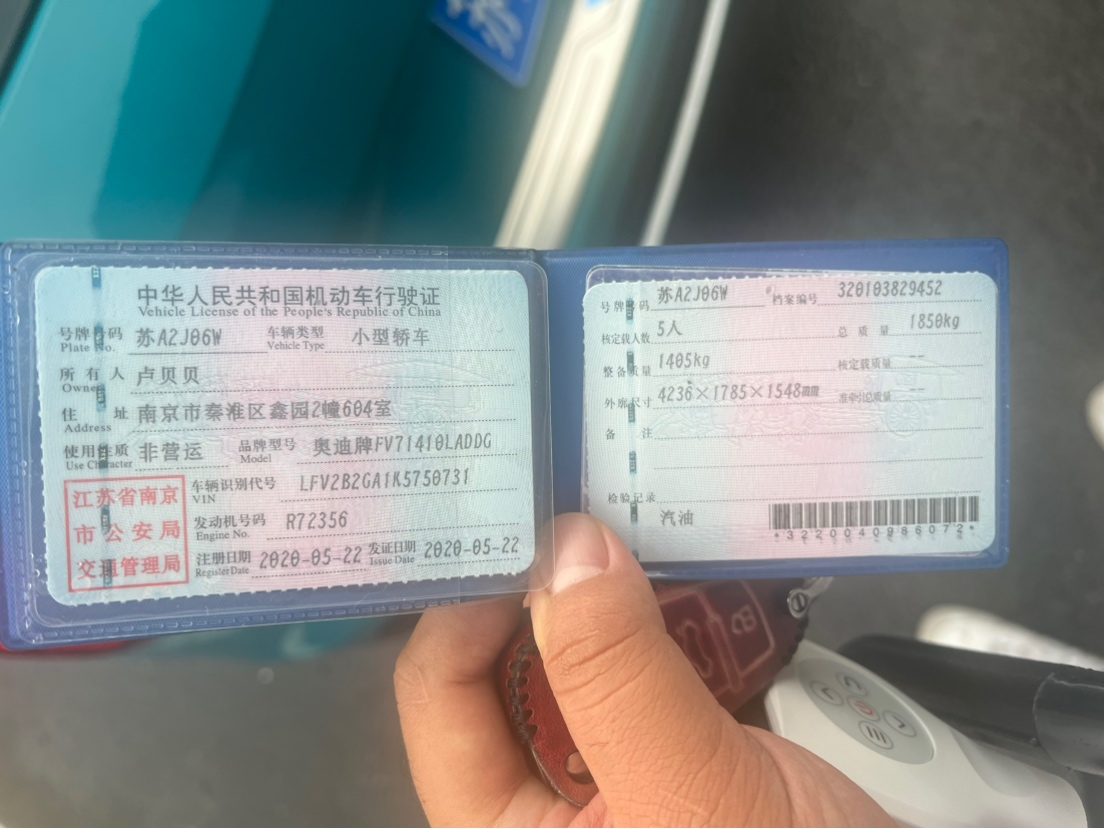 苏
中华人民共和国机动车行驶证
Vehicle License of the People's Republic of China
号牌号码 苏A2J06W 车辆类型 小型轿车
Plate No. Vehicle Type
所有人 卢贝贝
Owner
住址 南京市秦淮区鑫园2幢604室
Address
使用性质 非营运 品牌型号 奥迪牌FV71410LADDG
Use Character Model
江苏省南京
市公安局
交通管理局
车辆识别代号 LFV2B2GA1K5750731
VIN
发动机号码 R72356
Engine No.
注册日期 2020-05-22 发证日期 2020-05-22
Register Date Issue Date
号牌号码 苏A2J06W 档案编号 320103829452
核定载人数 5人 总质量 1850kg
整备质量 1405kg 核定载质量 --
外廓尺寸 4236×1785×1548mm 准牵引总质量 --
备注
检验记录
汽油
*3220040986072*